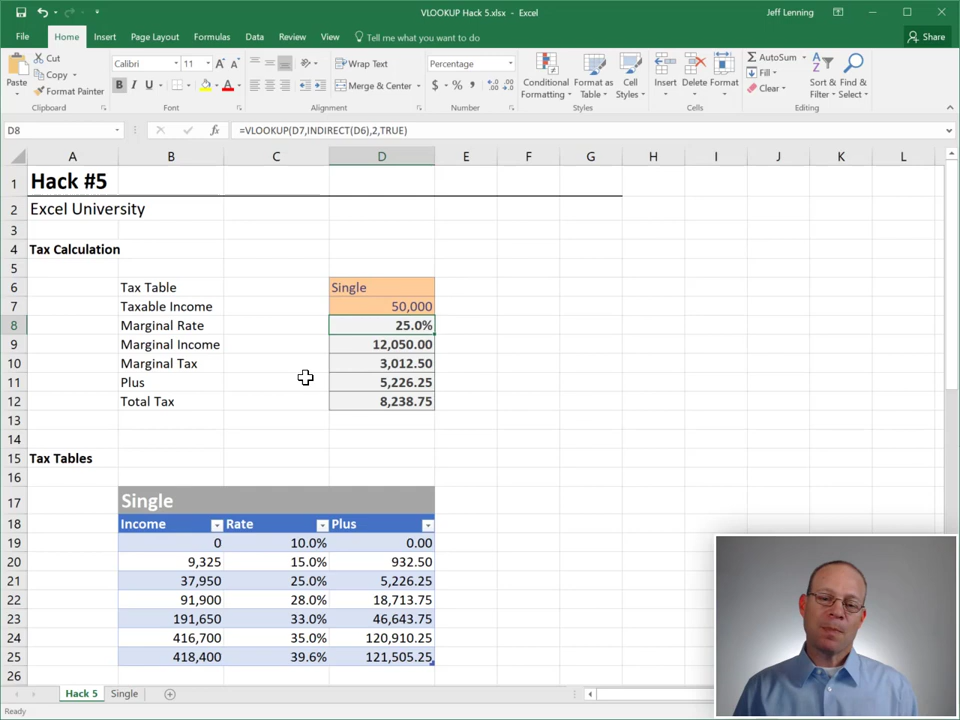 VLOOKUP Hack 5.xlsx - Excel
Jeff Lenning
File Home Insert Page Layout Formulas Data Review View Tell me what you want to do Share
Paste Cut Copy Format Painter Clipboard
Calibri 11 A A B I U A Font
Wrap Text Merge & Center Alignment
Percentage $ % , Number
Conditional Formatting Format as Table Cell Styles Styles
Insert Delete Format Cells
AutoSum Fill Clear Sort & Filter Find & Select Editing
D8 fx =VLOOKUP(D7,INDIRECT(D6),2,TRUE)
A B C D E F G H I J K L
1 Hack #5
2 Excel University
3
4 Tax Calculation
5
6 Tax Table Single
7 Taxable Income 50,000
8 Marginal Rate 25.0%
9 Marginal Income 12,050.00
10 Marginal Tax 3,012.50
11 Plus 5,226.25
12 Total Tax 8,238.75
13
14
15 Tax Tables
16
17 Single
18 Income Rate Plus
19 0 10.0% 0.00
20 9,325 15.0% 932.50
21 37,950 25.0% 5,226.25
22 91,900 28.0% 18,713.75
23 191,650 33.0% 46,643.75
24 416,700 35.0% 120,910.25
25 418,400 39.6% 121,505.25
26
Hack 5 Single
Ready